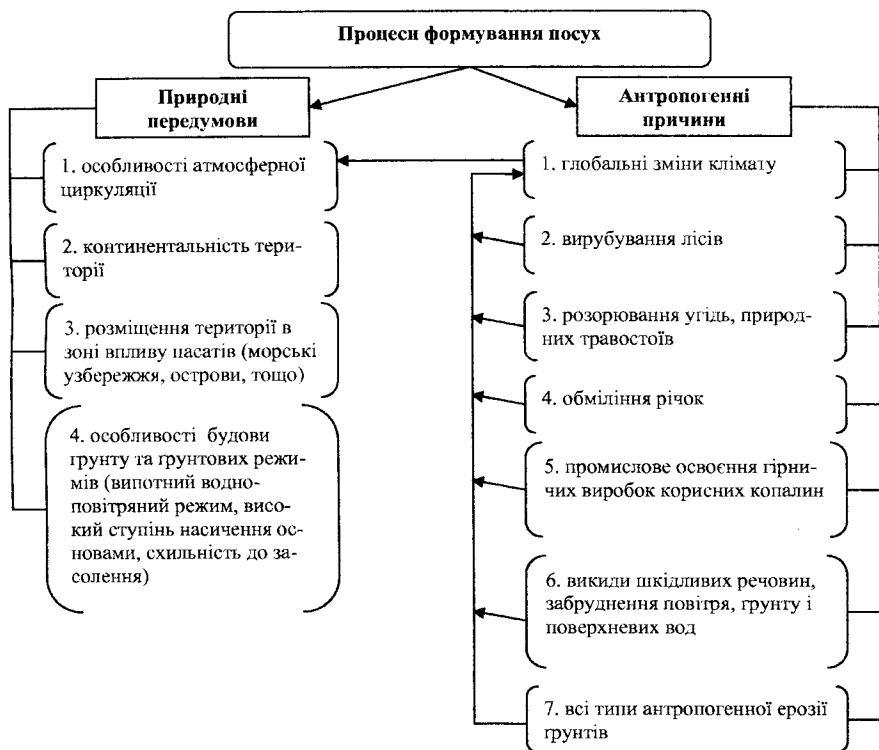 Процеси формування посух
Природні
передумови
1. особливості атмосферної
циркуляції
2. континентальність тери-
торії
3. розміщення території в
зоні впливу пасатів (морські
узбережжя, острови, тощо)
4. особливості будови
ґрунту та ґрунтових режи-
мів (випотний водно-
повітряний режим, висо-
кий ступінь насичення ос-
новами, схильність до за-
солення)
Антропогенні
причини
1. глобальні зміни клімату
2. вирубування лісів
3. розорювання угідь, природ-
них травостоїв
4. обміління річок
5. промислове освоєння гірни-
чих виробок корисних копалин
6. викиди шкідливих речовин,
забруднення повітря, ґрунту і
поверхневих вод
7. всі типи антропогенної ерозії
ґрунтів